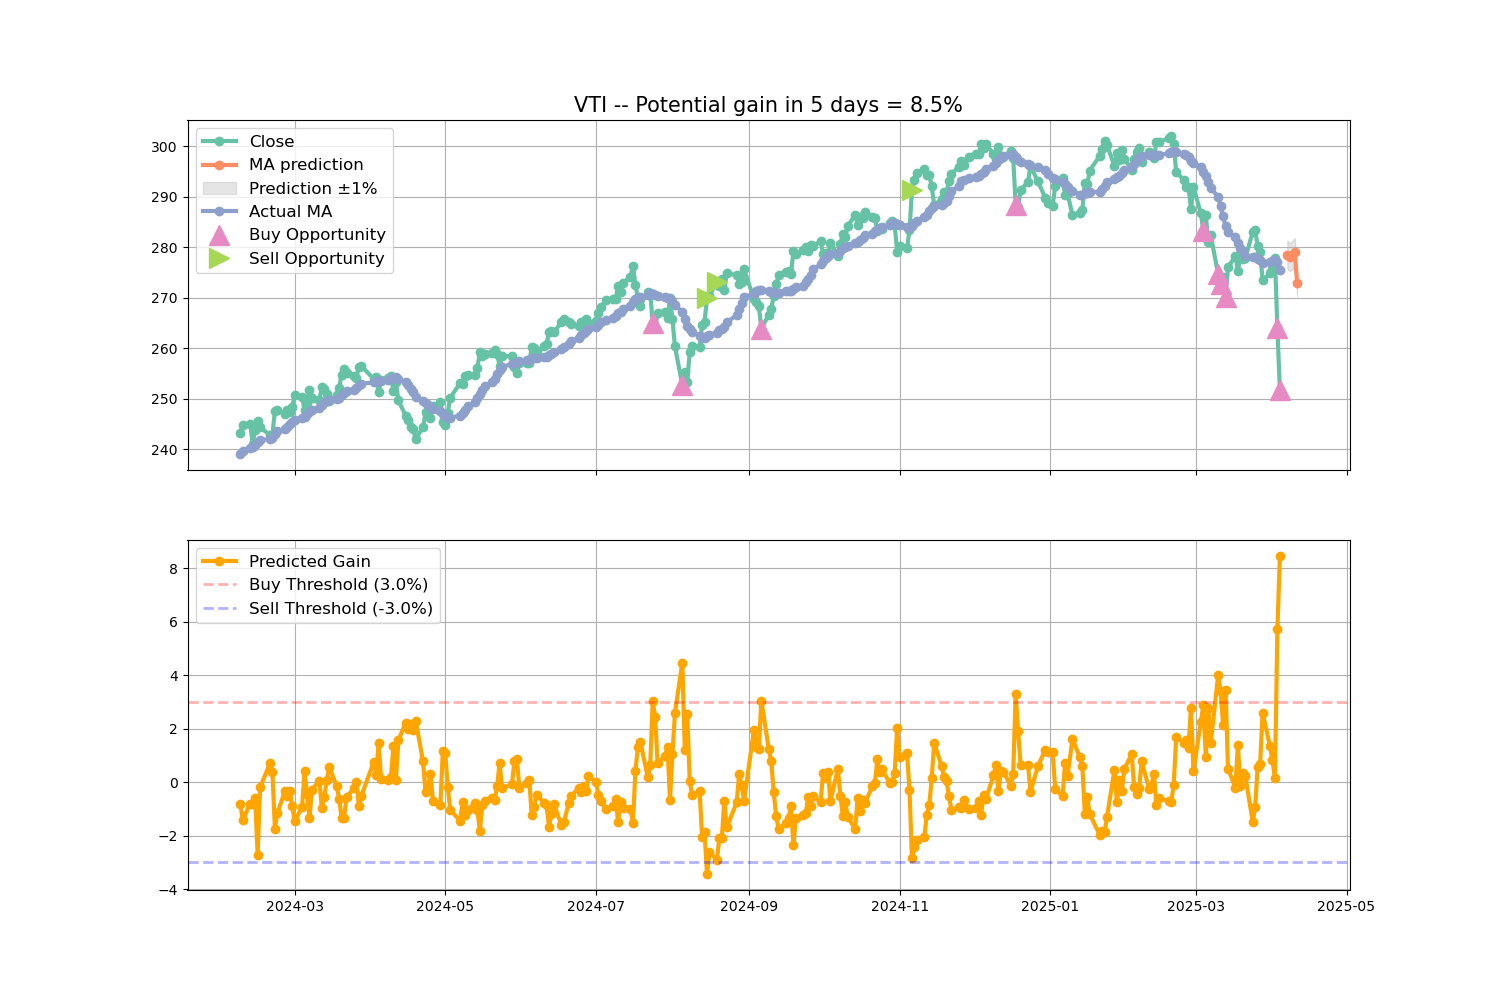 VTI -- Potential gain in 5 days = 8.5%
Close
MA prediction
Prediction ±1%
Actual MA
Buy Opportunity
Sell Opportunity
300
290
280
270
260
250
240
Predicted Gain
Buy Threshold (3.0%)
Sell Threshold (-3.0%)
8
6
4
2
0
−2
−4
2024-03 2024-05 2024-07 2024-09 2024-11 2025-01 2025-03 2025-05